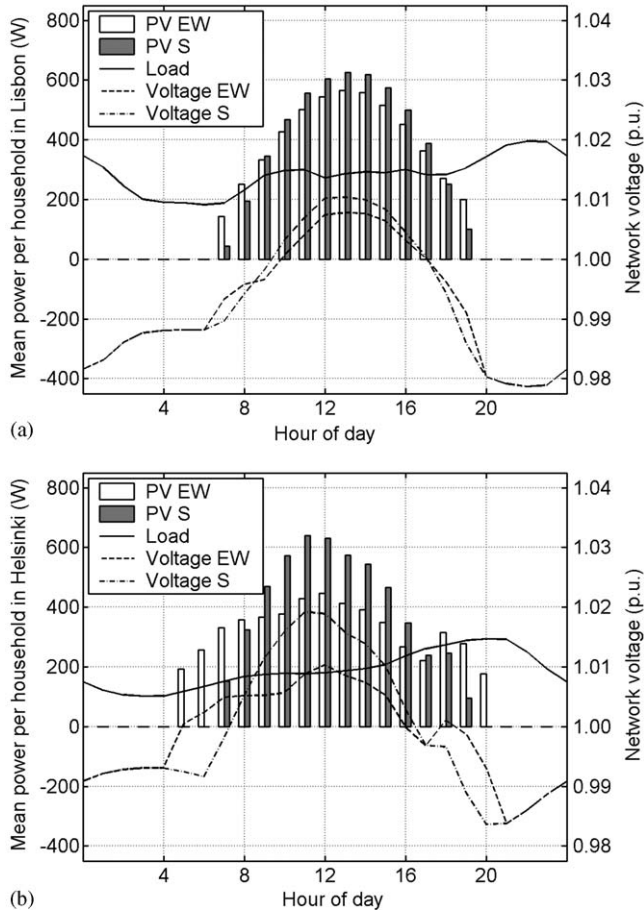 Mean power per household in Lisbon (W)
800
600
400
200
0
-200
-400
PV EW
PV S
Load
Voltage EW
Voltage S
1.04
1.03
1.02
1.01
1.00
0.99
0.98
Network voltage (p.u.)
4 8 12 16 20
(a)
Hour of day
Mean power per household in Helsinki (W)
800
600
400
200
0
-200
-400
PV EW
PV S
Load
Voltage EW
Voltage S
1.04
1.03
1.02
1.01
1.00
0.99
0.98
Network voltage (p.u.)
4 8 12 16 20
(b)
Hour of day